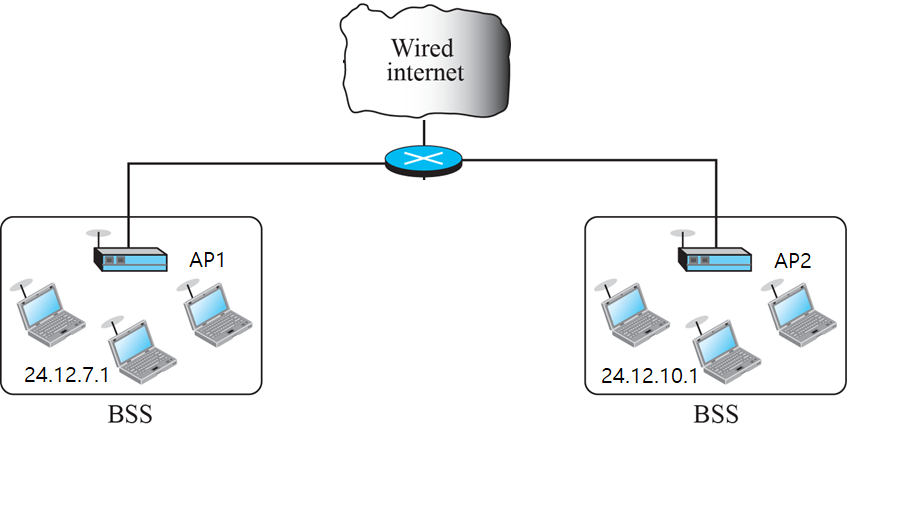 Wired
internet
AP1
AP2
24.12.7.1
24.12.10.1
BSS
BSS